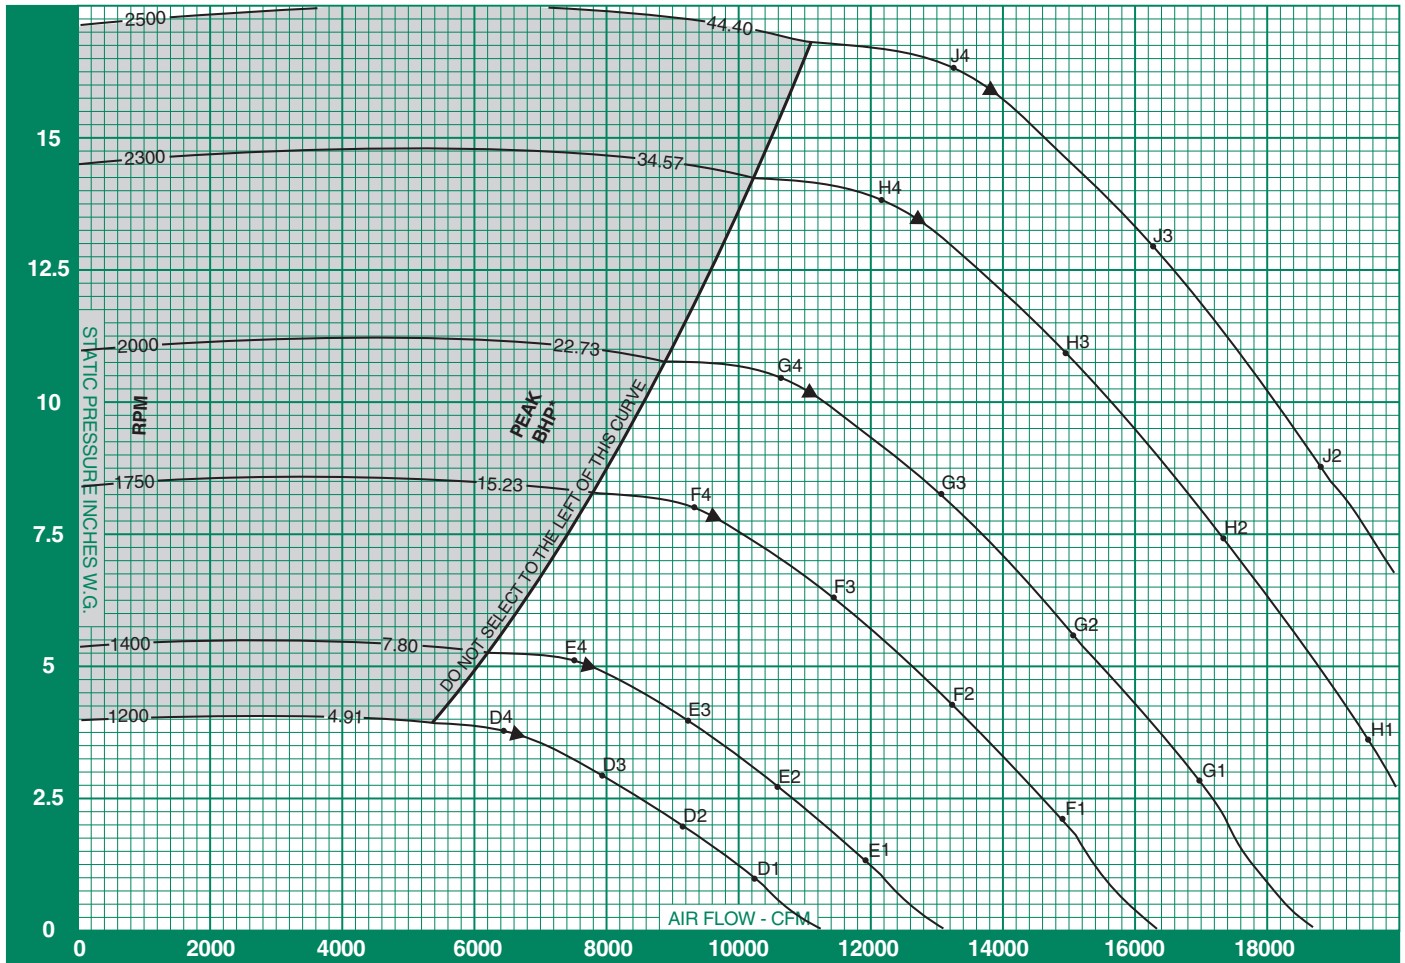 2500
44.40
J4
15
2300
34.57
H4
J3
12.5
STATIC PRESSURE INCHES W.G.
2000
22.73
G4
H3
10
RPM
PEAK
BHP*
DO NOT SELECT TO THE LEFT OF THIS CURVE
1750
15.23
F4
G3
J2
7.5
H2
F3
G2
1400
7.80
E4
5
1200
4.91
D4
E3
F2
H1
D3
E2
G1
2.5
D2
F1
E1
D1
AIR FLOW - CFM
0
0 2000 4000 6000 8000 10000 12000 14000 16000 18000